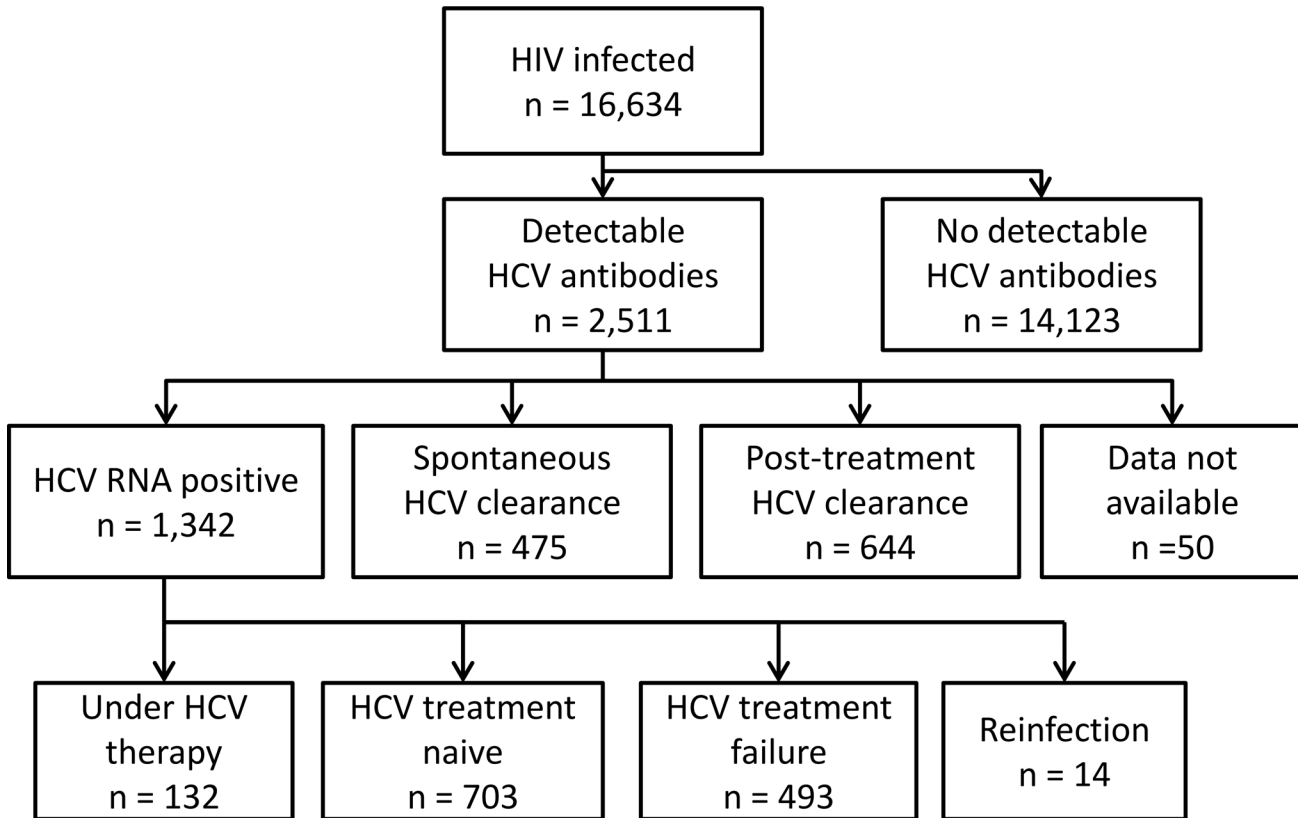 HIV infected
n = 16,634
Detectable
HCV antibodies
n = 2,511
No detectable
HCV antibodies
n = 14,123
HCV RNA positive
n = 1,342
Spontaneous
HCV clearance
n = 475
Post-treatment
HCV clearance
n = 644
Data not
available
n =50
Under HCV
therapy
n = 132
HCV treatment
naive
n = 703
HCV treatment
failure
n = 493
Reinfection
n = 14